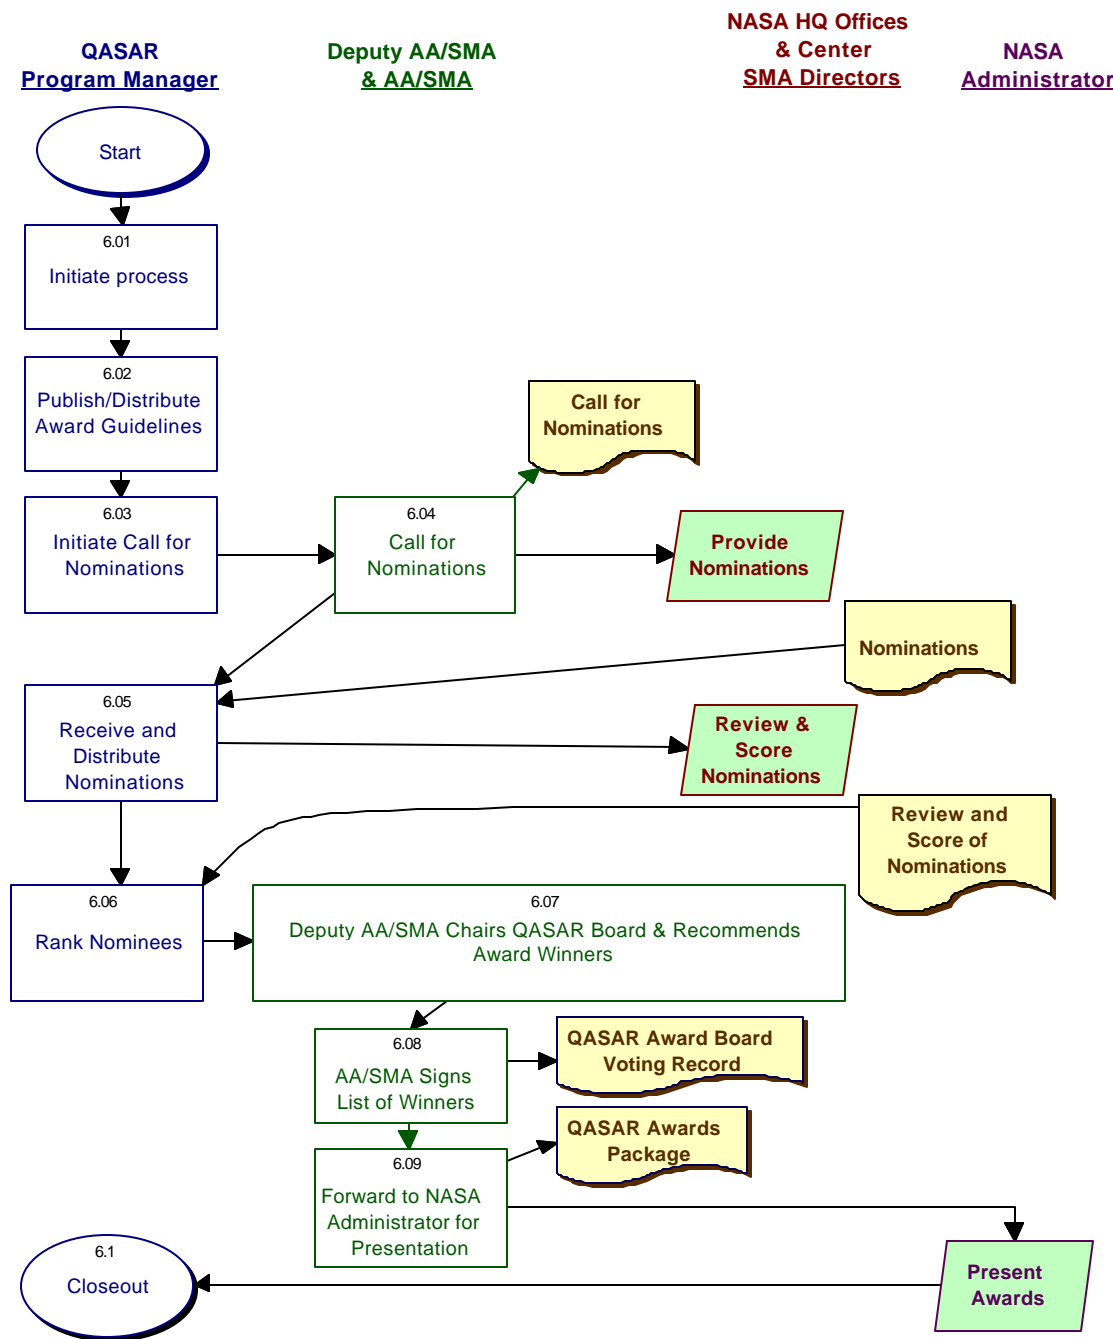 QASAR
Program Manager
Deputy AA/SMA
& AA/SMA
NASA HQ Offices
& Center
SMA Directors
NASA
Administrator
Start
6.01
Initiate process
6.02
Publish/Distribute
Award Guidelines
Call for
Nominations
6.03
Initiate Call for
Nominations
6.04
Call for
Nominations
Provide
Nominations
Nominations
6.05
Receive and
Distribute
Nominations
Review &
Score
Nominations
Review and
Score of
Nominations
6.06
Rank Nominees
6.07
Deputy AA/SMA Chairs QASAR Board & Recommends
Award Winners
6.08
AA/SMA Signs
List of Winners
QASAR Award Board
Voting Record
QASAR Awards
Package
6.09
Forward to NASA
Administrator for
Presentation
6.1
Closeout
Present
Awards